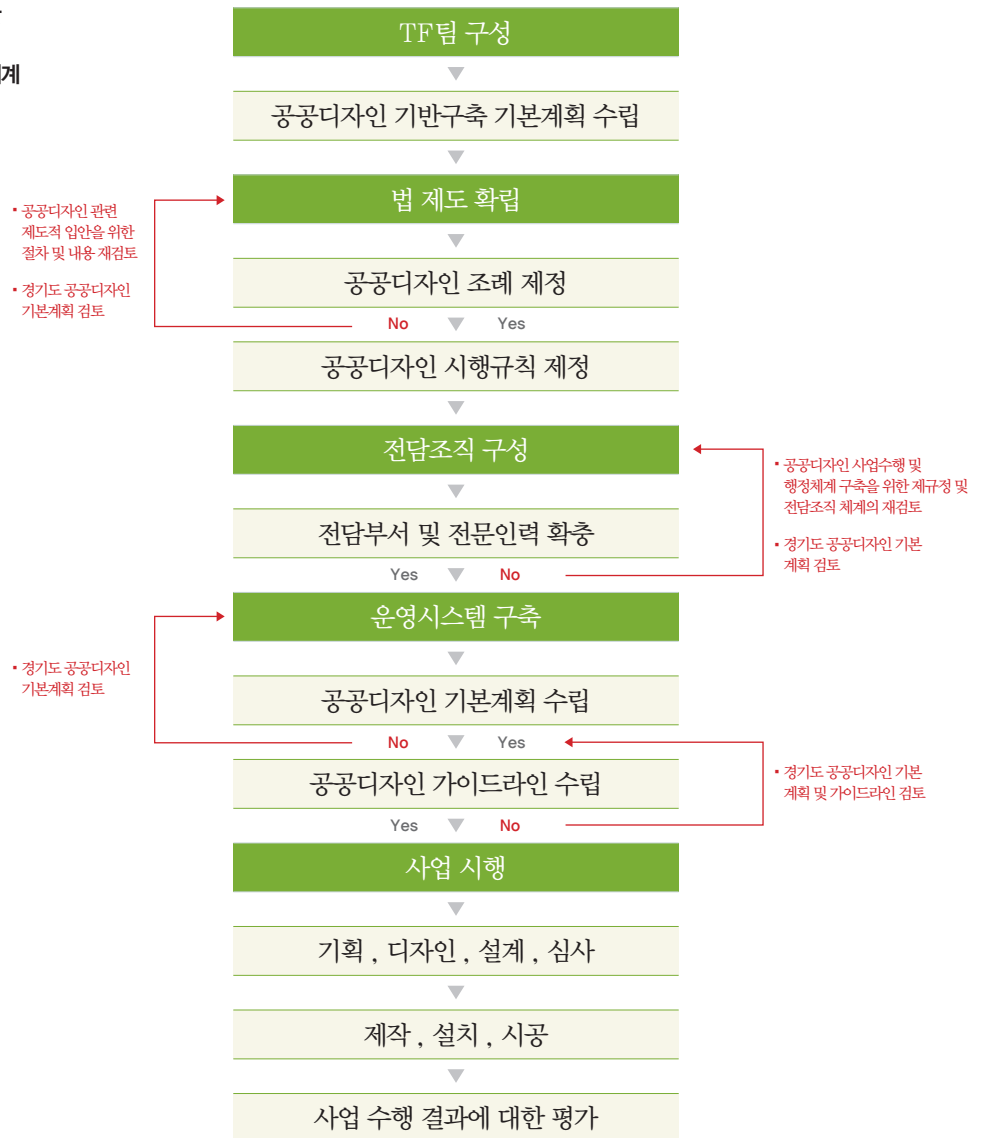 계
TF팀 구성
공공디자인 기반구축 기본계획 수립
법 제도 확립
▪ 공공디자인 관련
제도적 입안을 위한
절차 및 내용 재검토
▪ 경기도 공공디자인
기본계획 검토
공공디자인 조례 제정
No Yes
공공디자인 시행규칙 제정
전담조직 구성
▪ 공공디자인 사업수행 및
행정체계 구축을 위한 제규정 및
전담조직 체계의 재검토
▪ 경기도 공공디자인 기본
계획 검토
전담부서 및 전문인력 확충
Yes No
운영시스템 구축
▪ 경기도 공공디자인
기본계획 검토
공공디자인 기본계획 수립
No Yes
공공디자인 가이드라인 수립
▪ 경기도 공공디자인 기본
계획 및 가이드라인 검토
Yes No
사업 시행
기획 , 디자인 , 설계 , 심사
제작 , 설치 , 시공
사업 수행 결과에 대한 평가